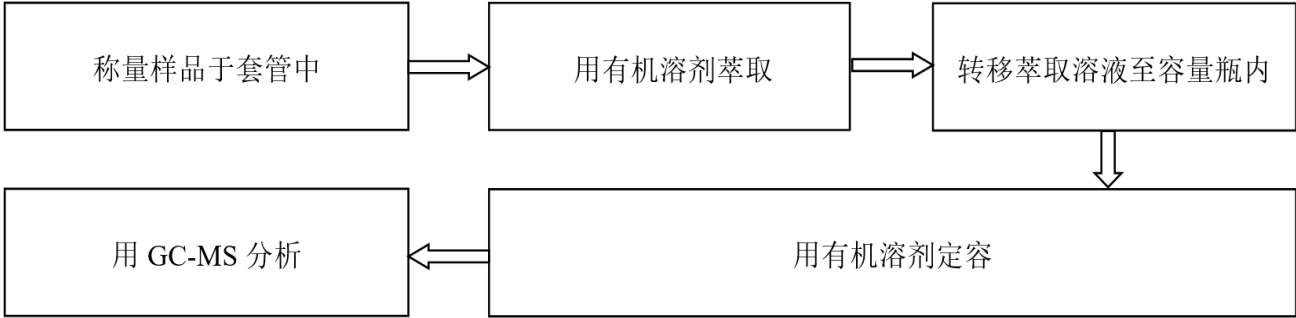 称量样品于套管中
用有机溶剂萃取
转移萃取溶液至容量瓶内
用有机溶剂定容
用 GC-MS 分析